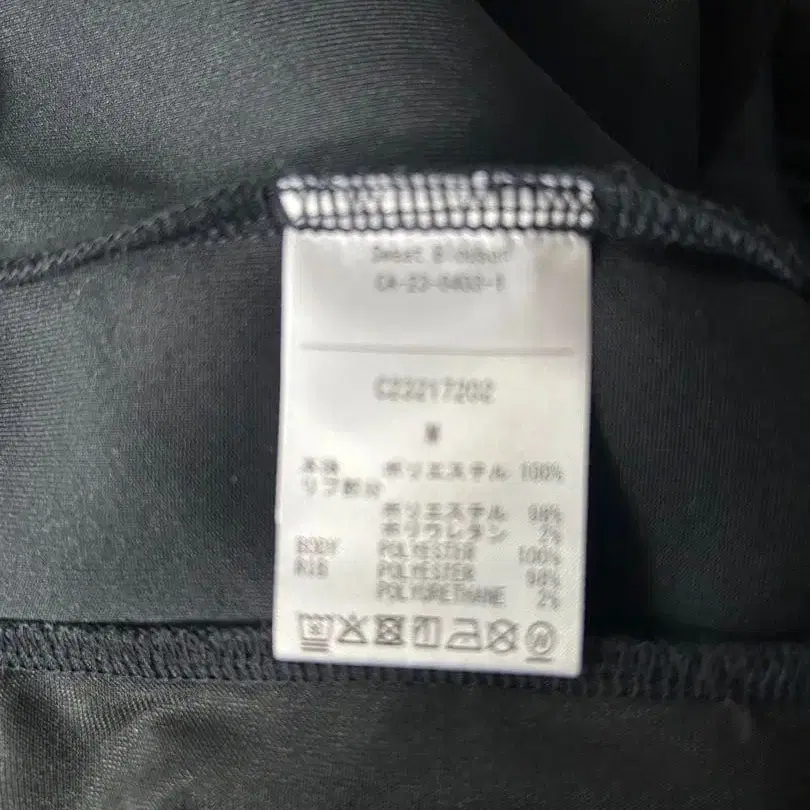 C23217202
M
本体 ポリエステル 100%
リブ部分
ポリエステル 98%
ポリウレタン 2%
BODY POLYESTER 100%
RIB POLYESTER 98%
POLYURETHANE 2%